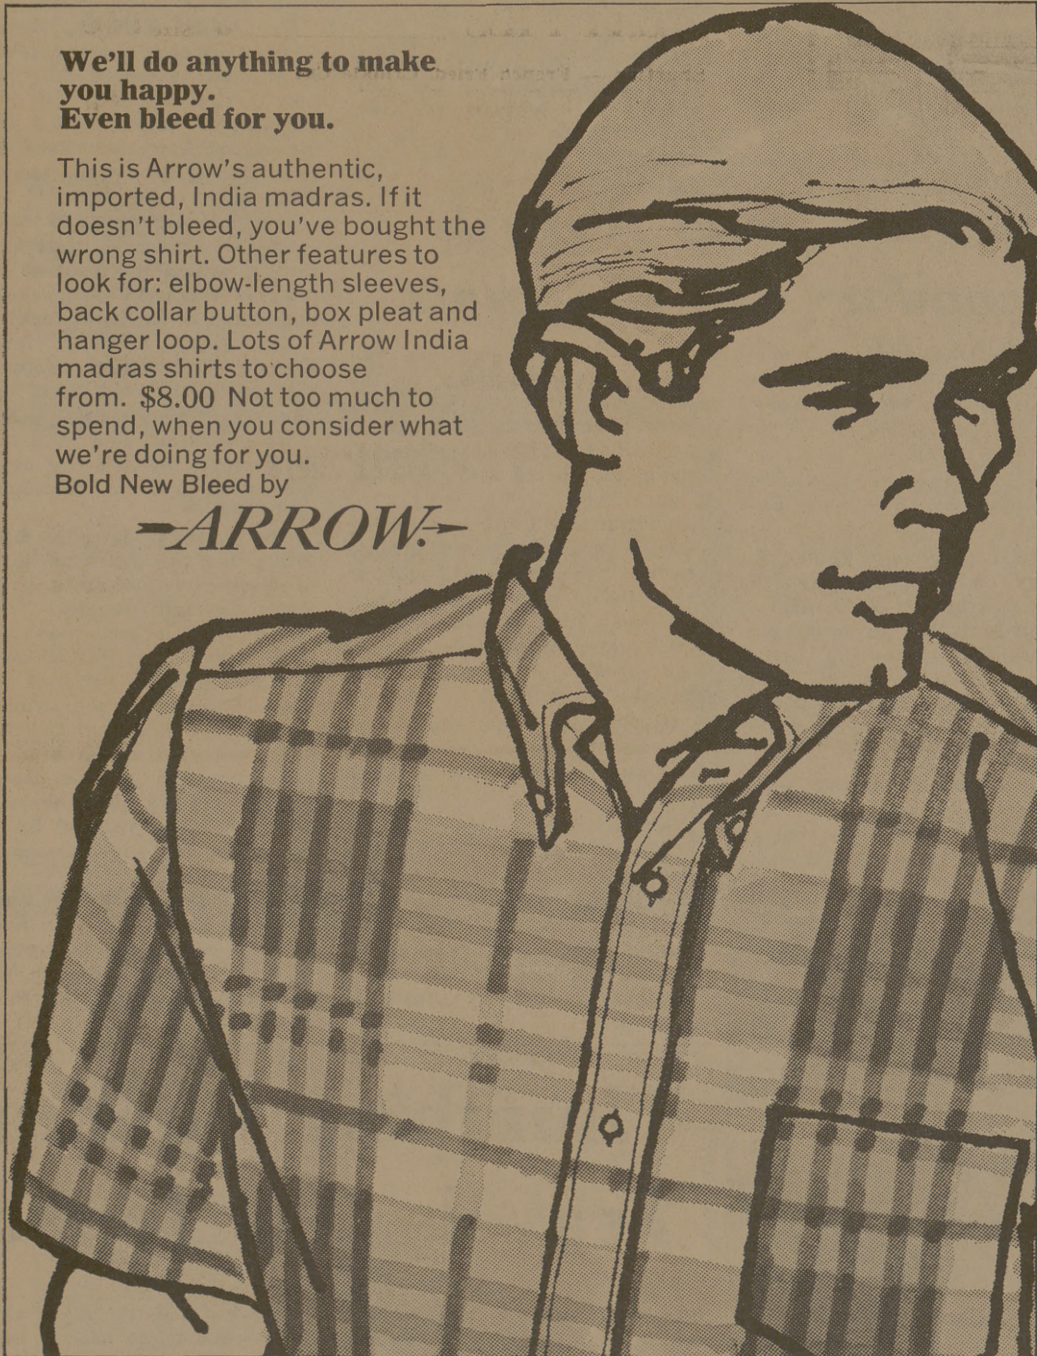 We'll do anything to make
you happy.
Even bleed for you.
This is Arrow's authentic,
imported, India madras. If it
doesn't bleed, you've bought the
wrong shirt. Other features to
look for: elbow-length sleeves,
back collar button, box pleat and
hanger loop. Lots of Arrow India
madras shirts to choose
from. $8.00 Not too much to
spend, when you consider what
we're doing for you.
Bold New Bleed by
ARROW.